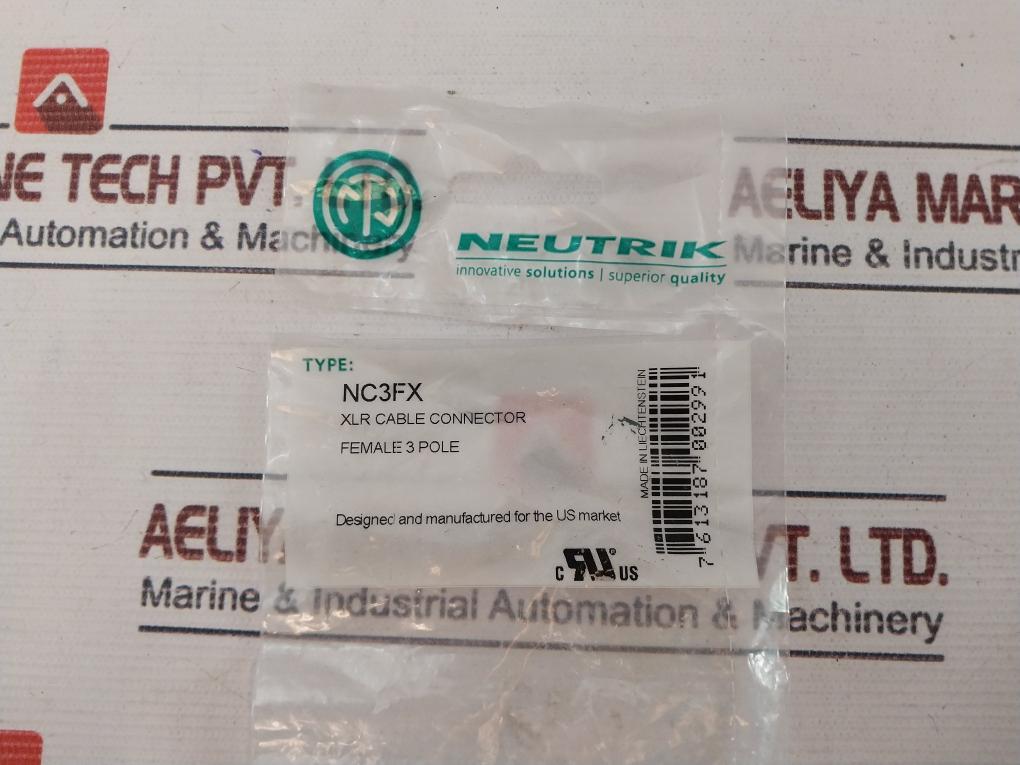 NE TECH PVT.
Automation & Machinery
AELIYA MAR
Marine & Industr
NEUTRIK
innovative solutions | superior quality
TYPE:
NC3FX
XLR CABLE CONNECTOR
FEMALE 3 POLE
Designed and manufactured for the US market
C RU® US
MADE IN LIECHTENSTEIN
7 613187 002991
AELIY VT. LTD.
Marine & Industrial Automation & Machinery